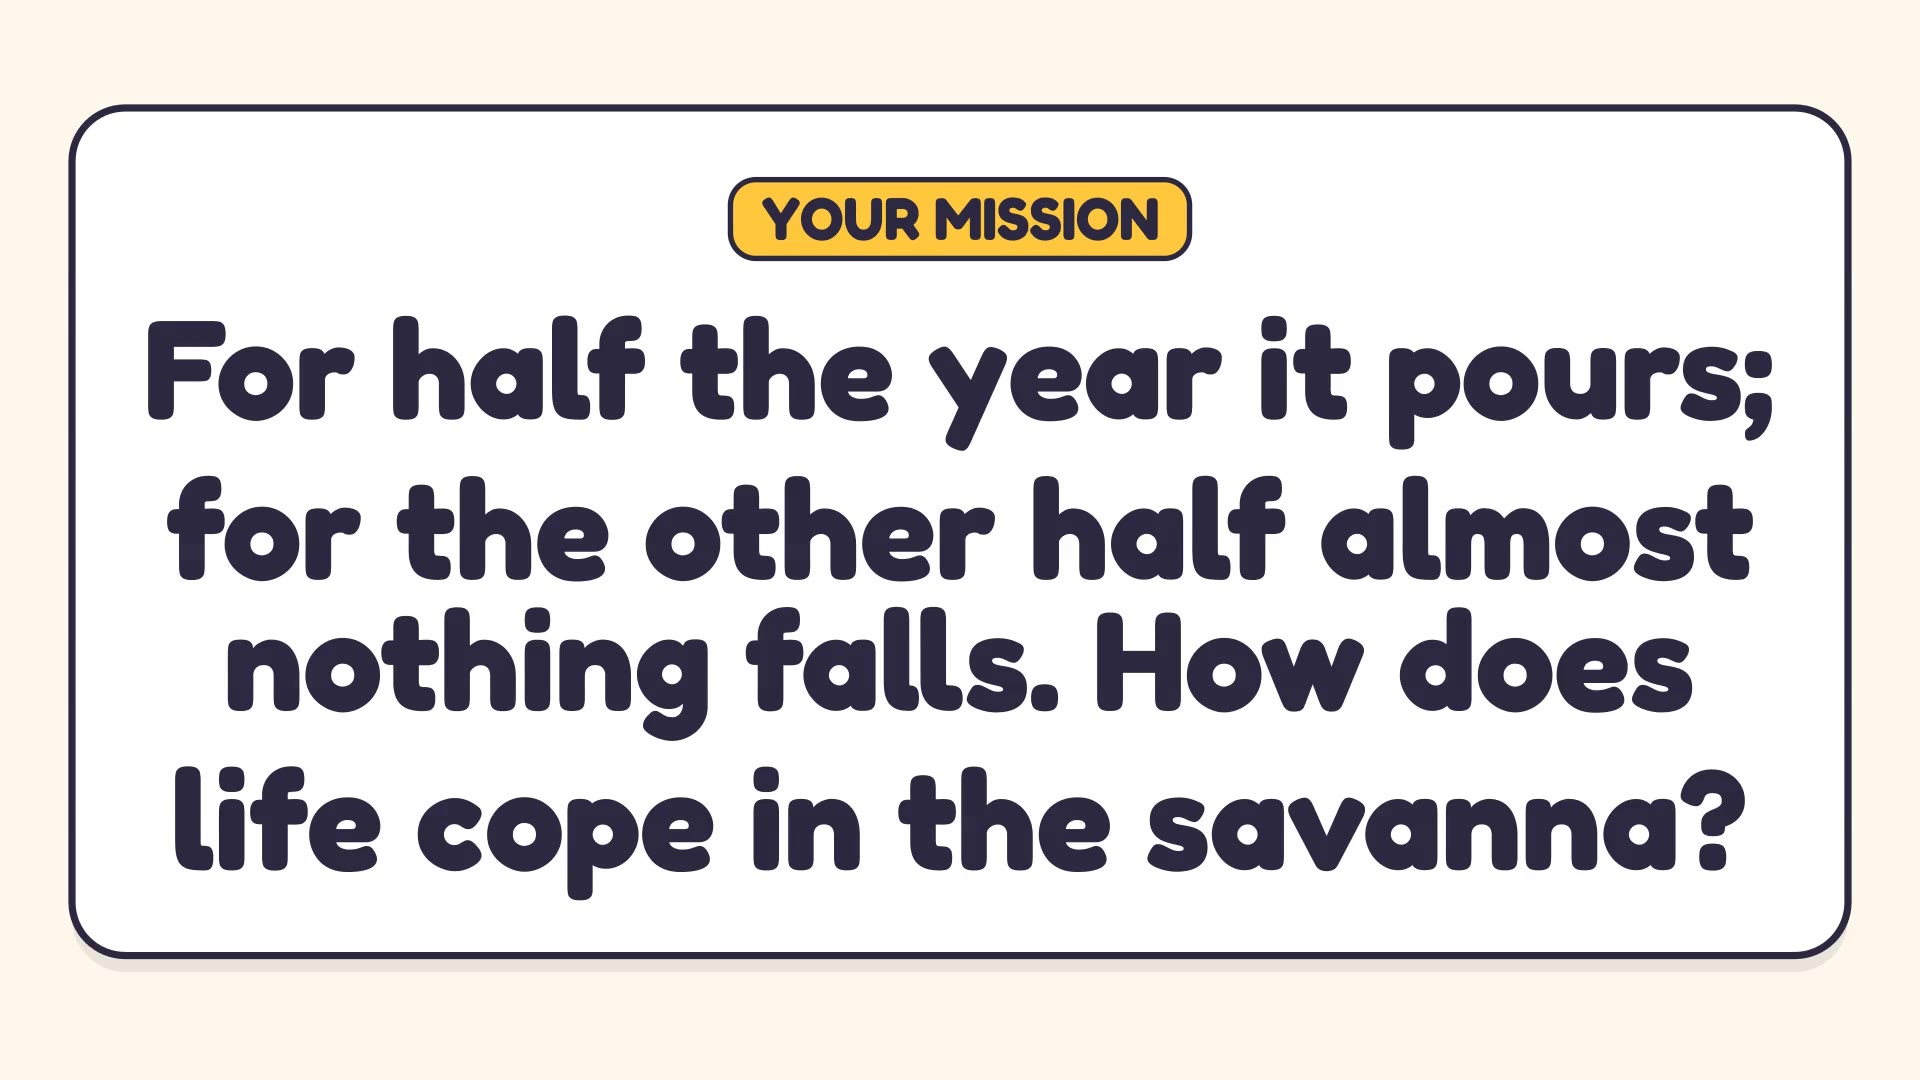 YOUR MISSION
For half the year it pours;
for the other half almost
nothing falls. How does
life cope in the savanna?